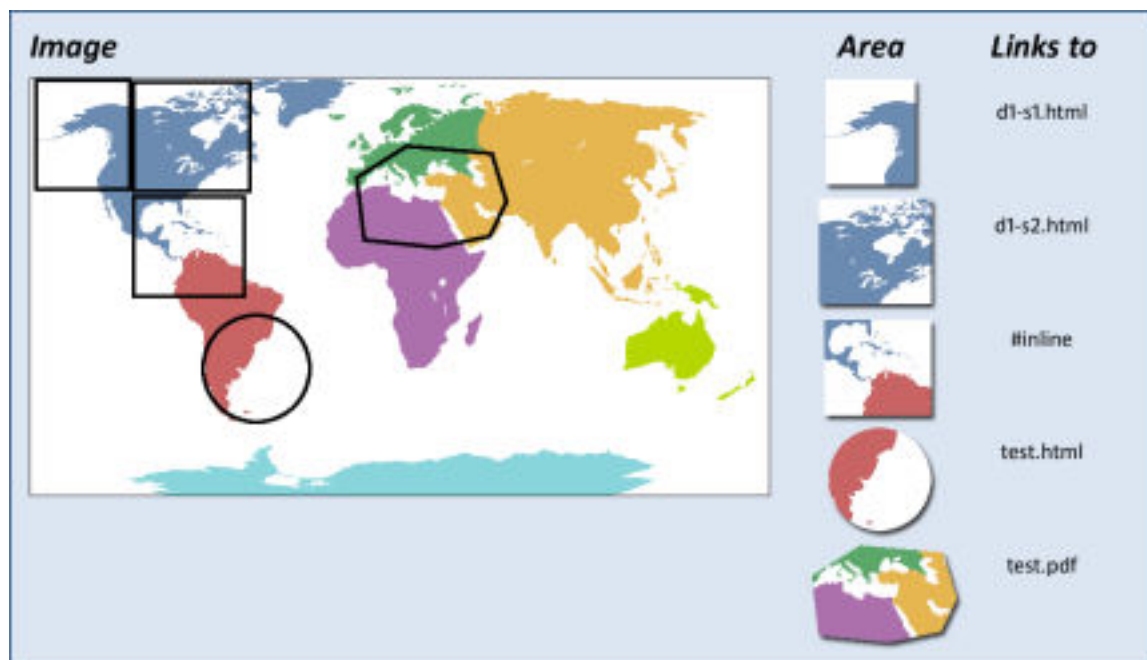 Image Area Links to
d1-s1.html
d1-s2.html
#inline
test.html
test.pdf